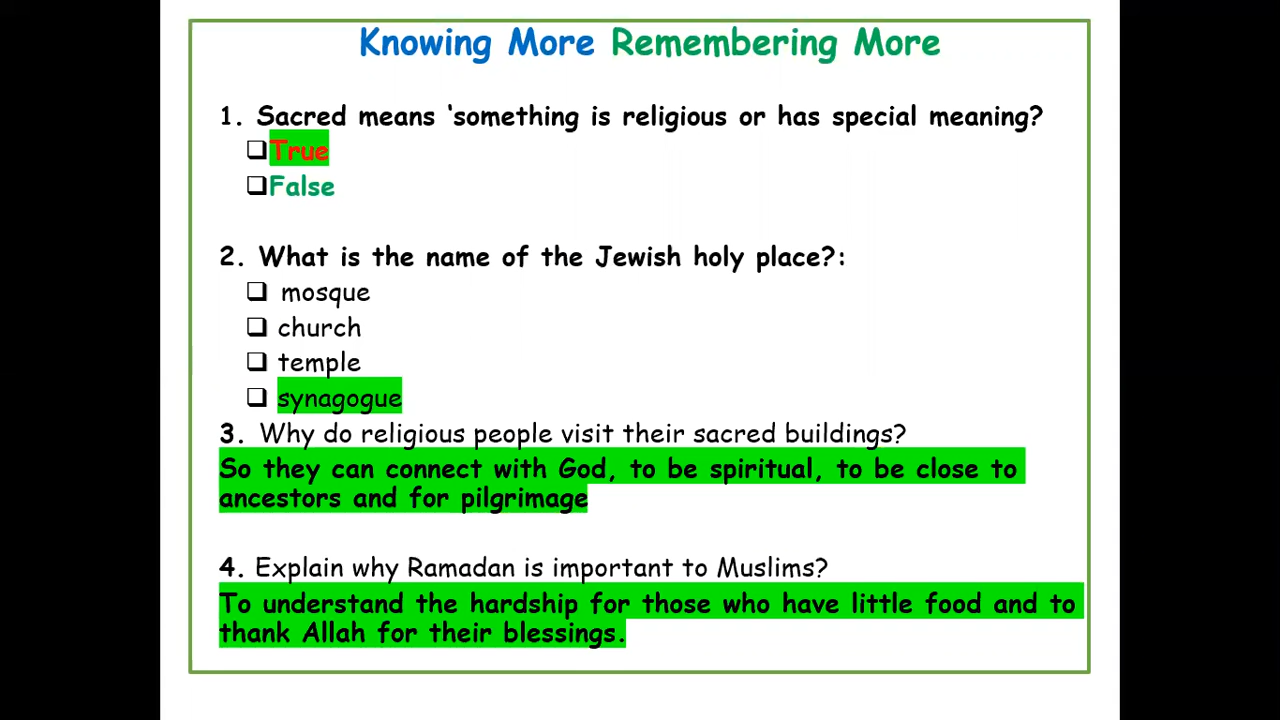 Knowing More Remembering More
1. Sacred means ‘something is religious or has special meaning?
❑True
❑False
2. What is the name of the Jewish holy place?:
❑ mosque
❑ church
❑ temple
❑ synagogue
3. Why do religious people visit their sacred buildings?
So they can connect with God, to be spiritual, to be close to
ancestors and for pilgrimage
4. Explain why Ramadan is important to Muslims?
To understand the hardship for those who have little food and to
thank Allah for their blessings.